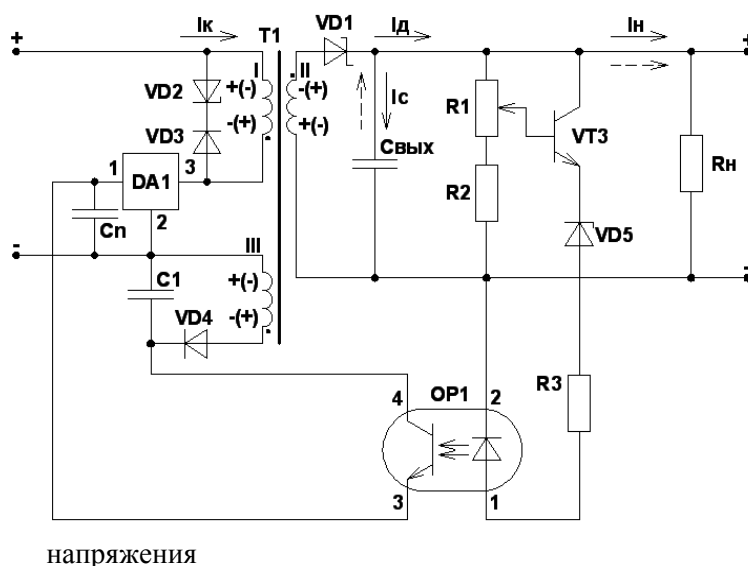 + Iк T1 VD1 Iд Iн +
I II
VD2 +(-) -(+) R1
VD3 -(+) +(-) Ic VT3
Cвых Rн
1 DA1 3 R2
Cп 2 VD5
- III -
C1 +(-)
VD4 -(+) R3
4 OP1 2
3 1
напряжения